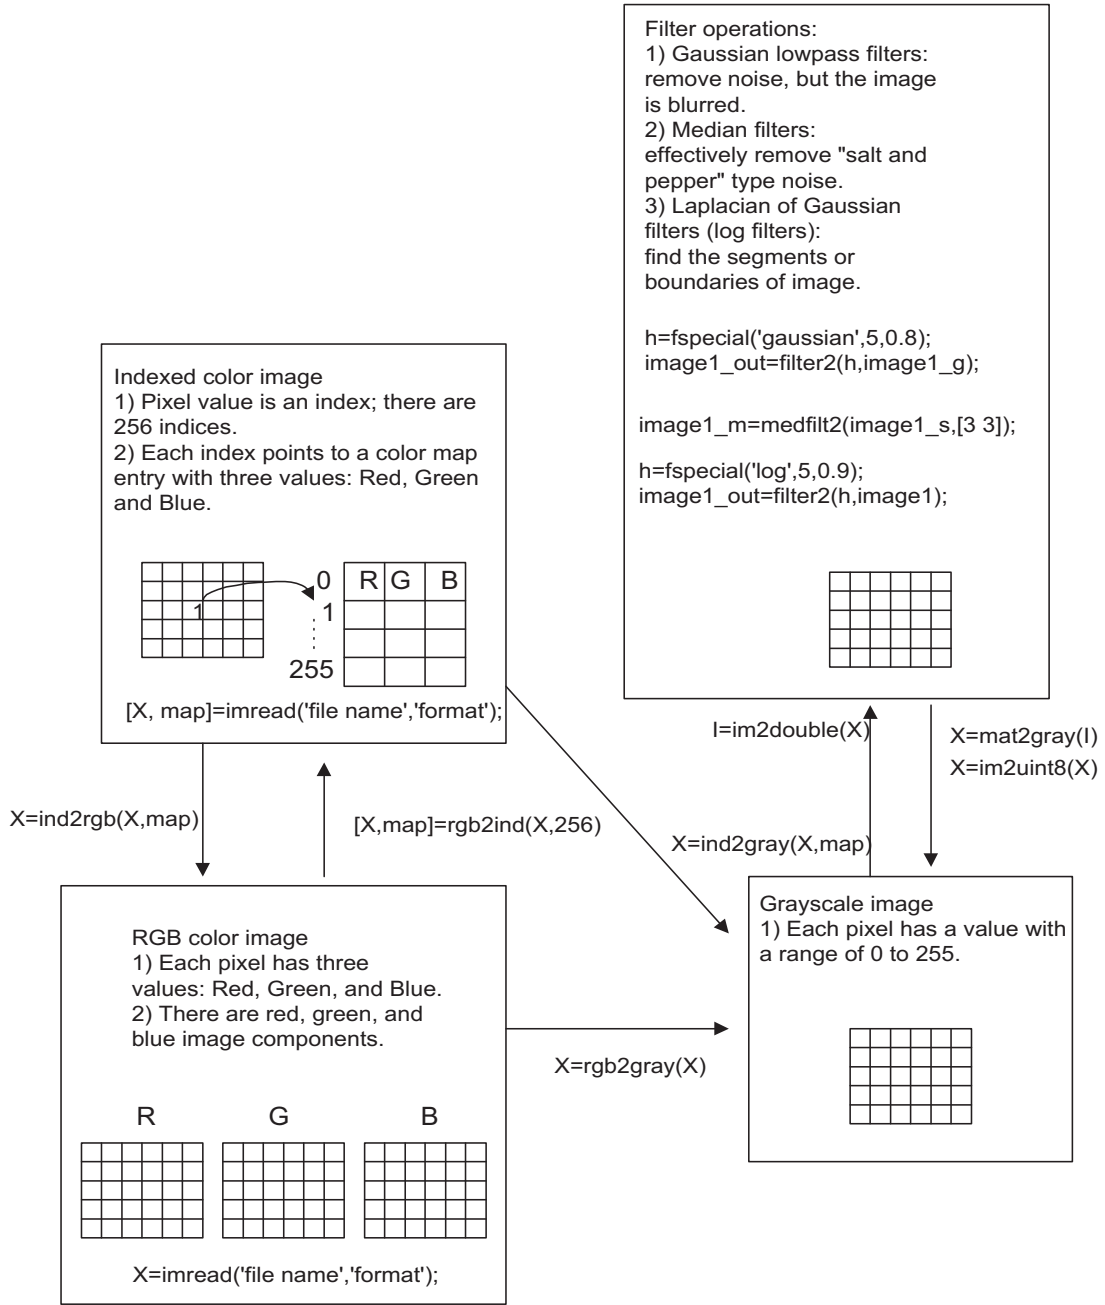 Filter operations:
1) Gaussian lowpass filters:
remove noise, but the image
is blurred.
2) Median filters:
effectively remove "salt and
pepper" type noise.
3) Laplacian of Gaussian
filters (log filters):
find the segments or
boundaries of image.
h=fspecial('gaussian',5,0.8);
image1_out=filter2(h,image1_g);
image1_m=medfilt2(image1_s,[3 3]);
h=fspecial('log',5,0.9);
image1_out=filter2(h,image1);
Indexed color image
1) Pixel value is an index; there are
256 indices.
2) Each index points to a color map
entry with three values: Red, Green
and Blue.
0 R G B
1 1
255
[X, map]=imread('file name','format');
I=im2double(X)
X=mat2gray(I)
X=im2uint8(X)
X=ind2rgb(X,map)
[X,map]=rgb2ind(X,256)
X=ind2gray(X,map)
RGB color image
1) Each pixel has three
values: Red, Green, and Blue.
2) There are red, green, and
blue image components.
R G B
X=imread('file name','format');
X=rgb2gray(X)
Grayscale image
1) Each pixel has a value with
a range of 0 to 255.